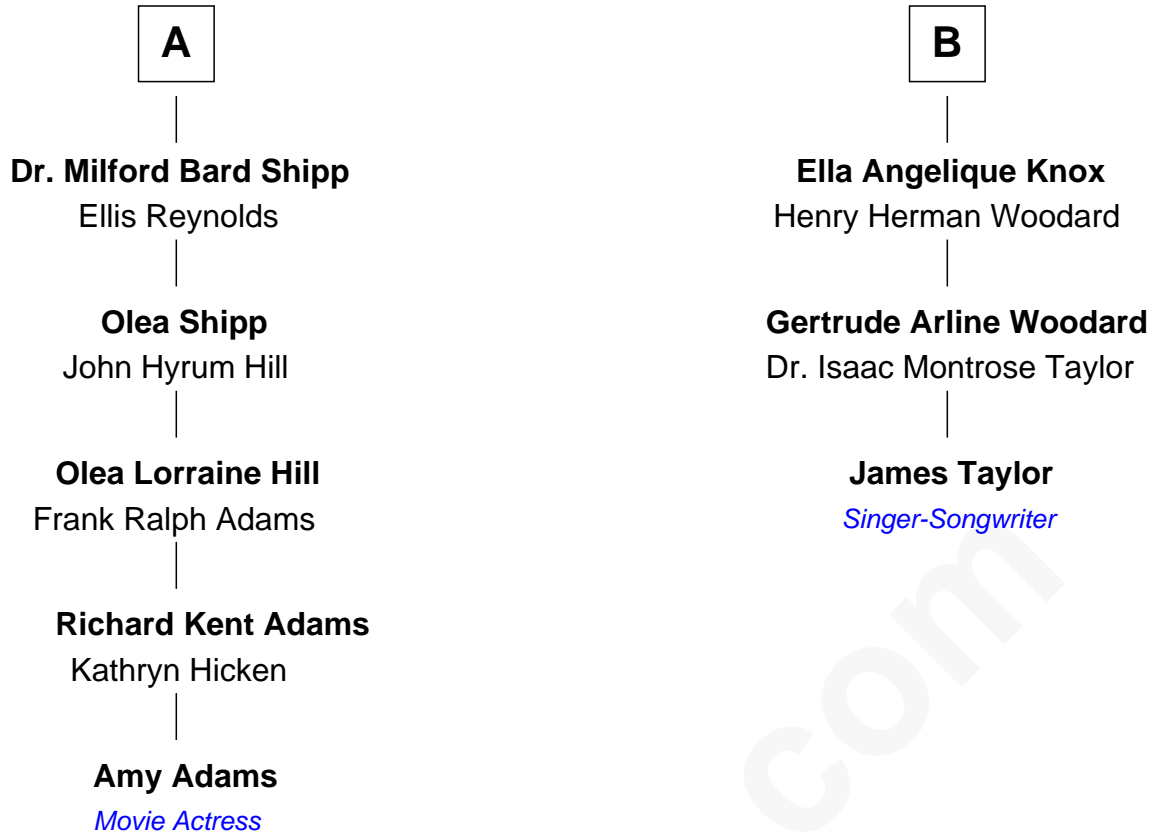 A
Dr. Milford Bard Shipp
Ellis Reynolds
Olea Shipp
John Hyrum Hill
Olea Lorraine Hill
Frank Ralph Adams
Richard Kent Adams
Kathryn Hicken
Amy Adams
Movie Actress
B
Ella Angelique Knox
Henry Herman Woodard
Gertrude Arline Woodard
Dr. Isaac Montrose Taylor
James Taylor
Singer-Songwriter
com